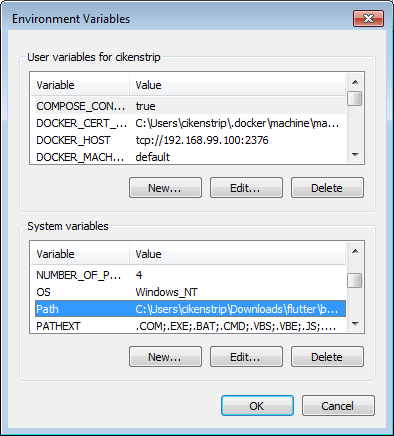 Environment Variables
User variables for cikenstrip
Variable Value
COMPOSE_CON... true
DOCKER_CERT_... C:\Users\cikenstrip\.docker\machine\ma...
DOCKER_HOST tcp://192.168.99.100:2376
DOCKER_MACH... default
New... Edit... Delete
System variables
Variable Value
NUMBER_OF_P... 4
OS Windows_NT
Path C:\Users\cikenstrip\Downloads\flutter\b...
PATHEXT .COM;.EXE;.BAT;.CMD;.VBS;.VBE;.JS;....
New... Edit... Delete
OK Cancel